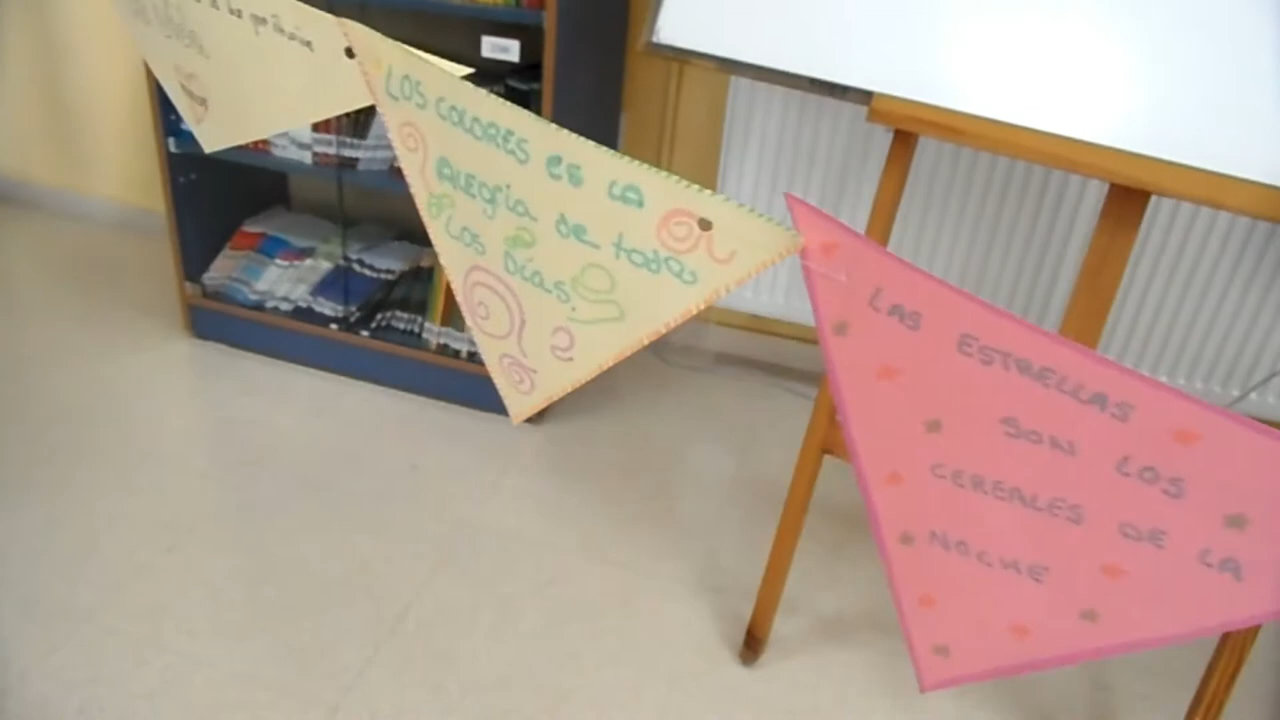 LOS COLORES es LA
ALEGRÍA de todos
Los Días.
LAS ESTRELLAS
SON LOS
CEREALES DE LA
NOCHE